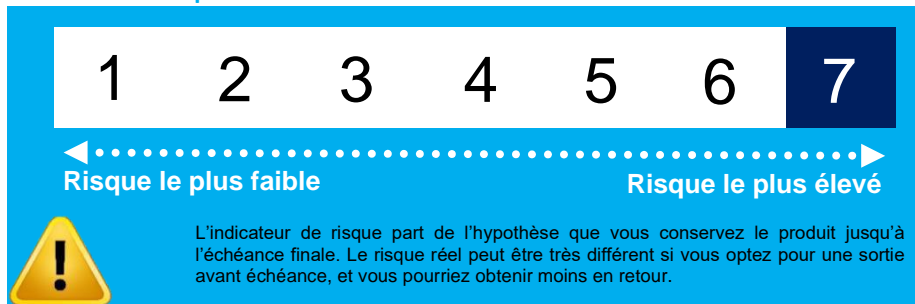 1 2 3 4 5 6 7
Risque le plus faible Risque le plus élevé
L’indicateur de risque part de l’hypothèse que vous conservez le produit jusqu’à
l’échéance finale. Le risque réel peut être très différent si vous optez pour une sortie
avant échéance, et vous pourriez obtenir moins en retour.